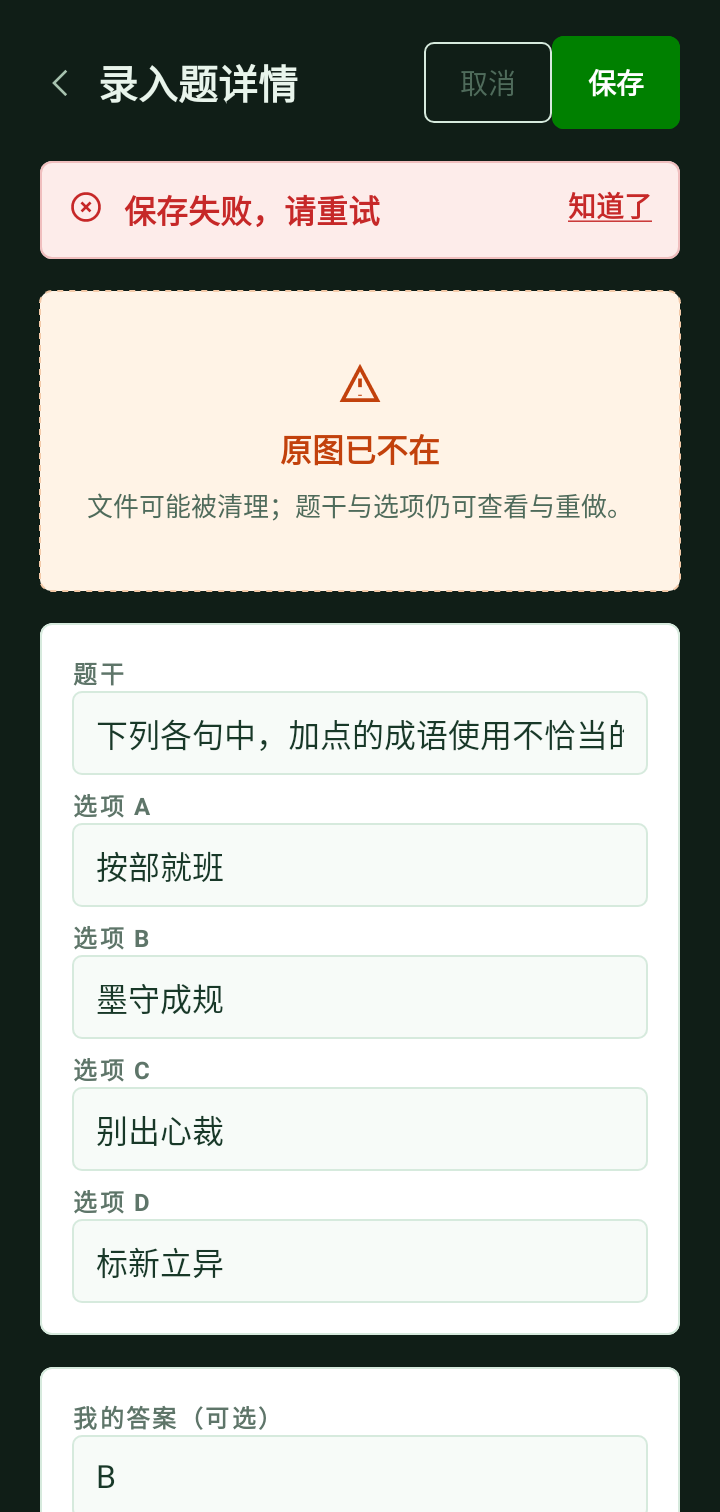 录入题详情
取消
保存
保存失败，请重试
知道了
原图已不在
文件可能被清理；题干与选项仍可查看与重做。
题干
下列各句中，加点的成语使用不恰当的
选项 A
按部就班
选项 B
墨守成规
选项 C
别出心裁
选项 D
标新立异
我的答案（可选）
B